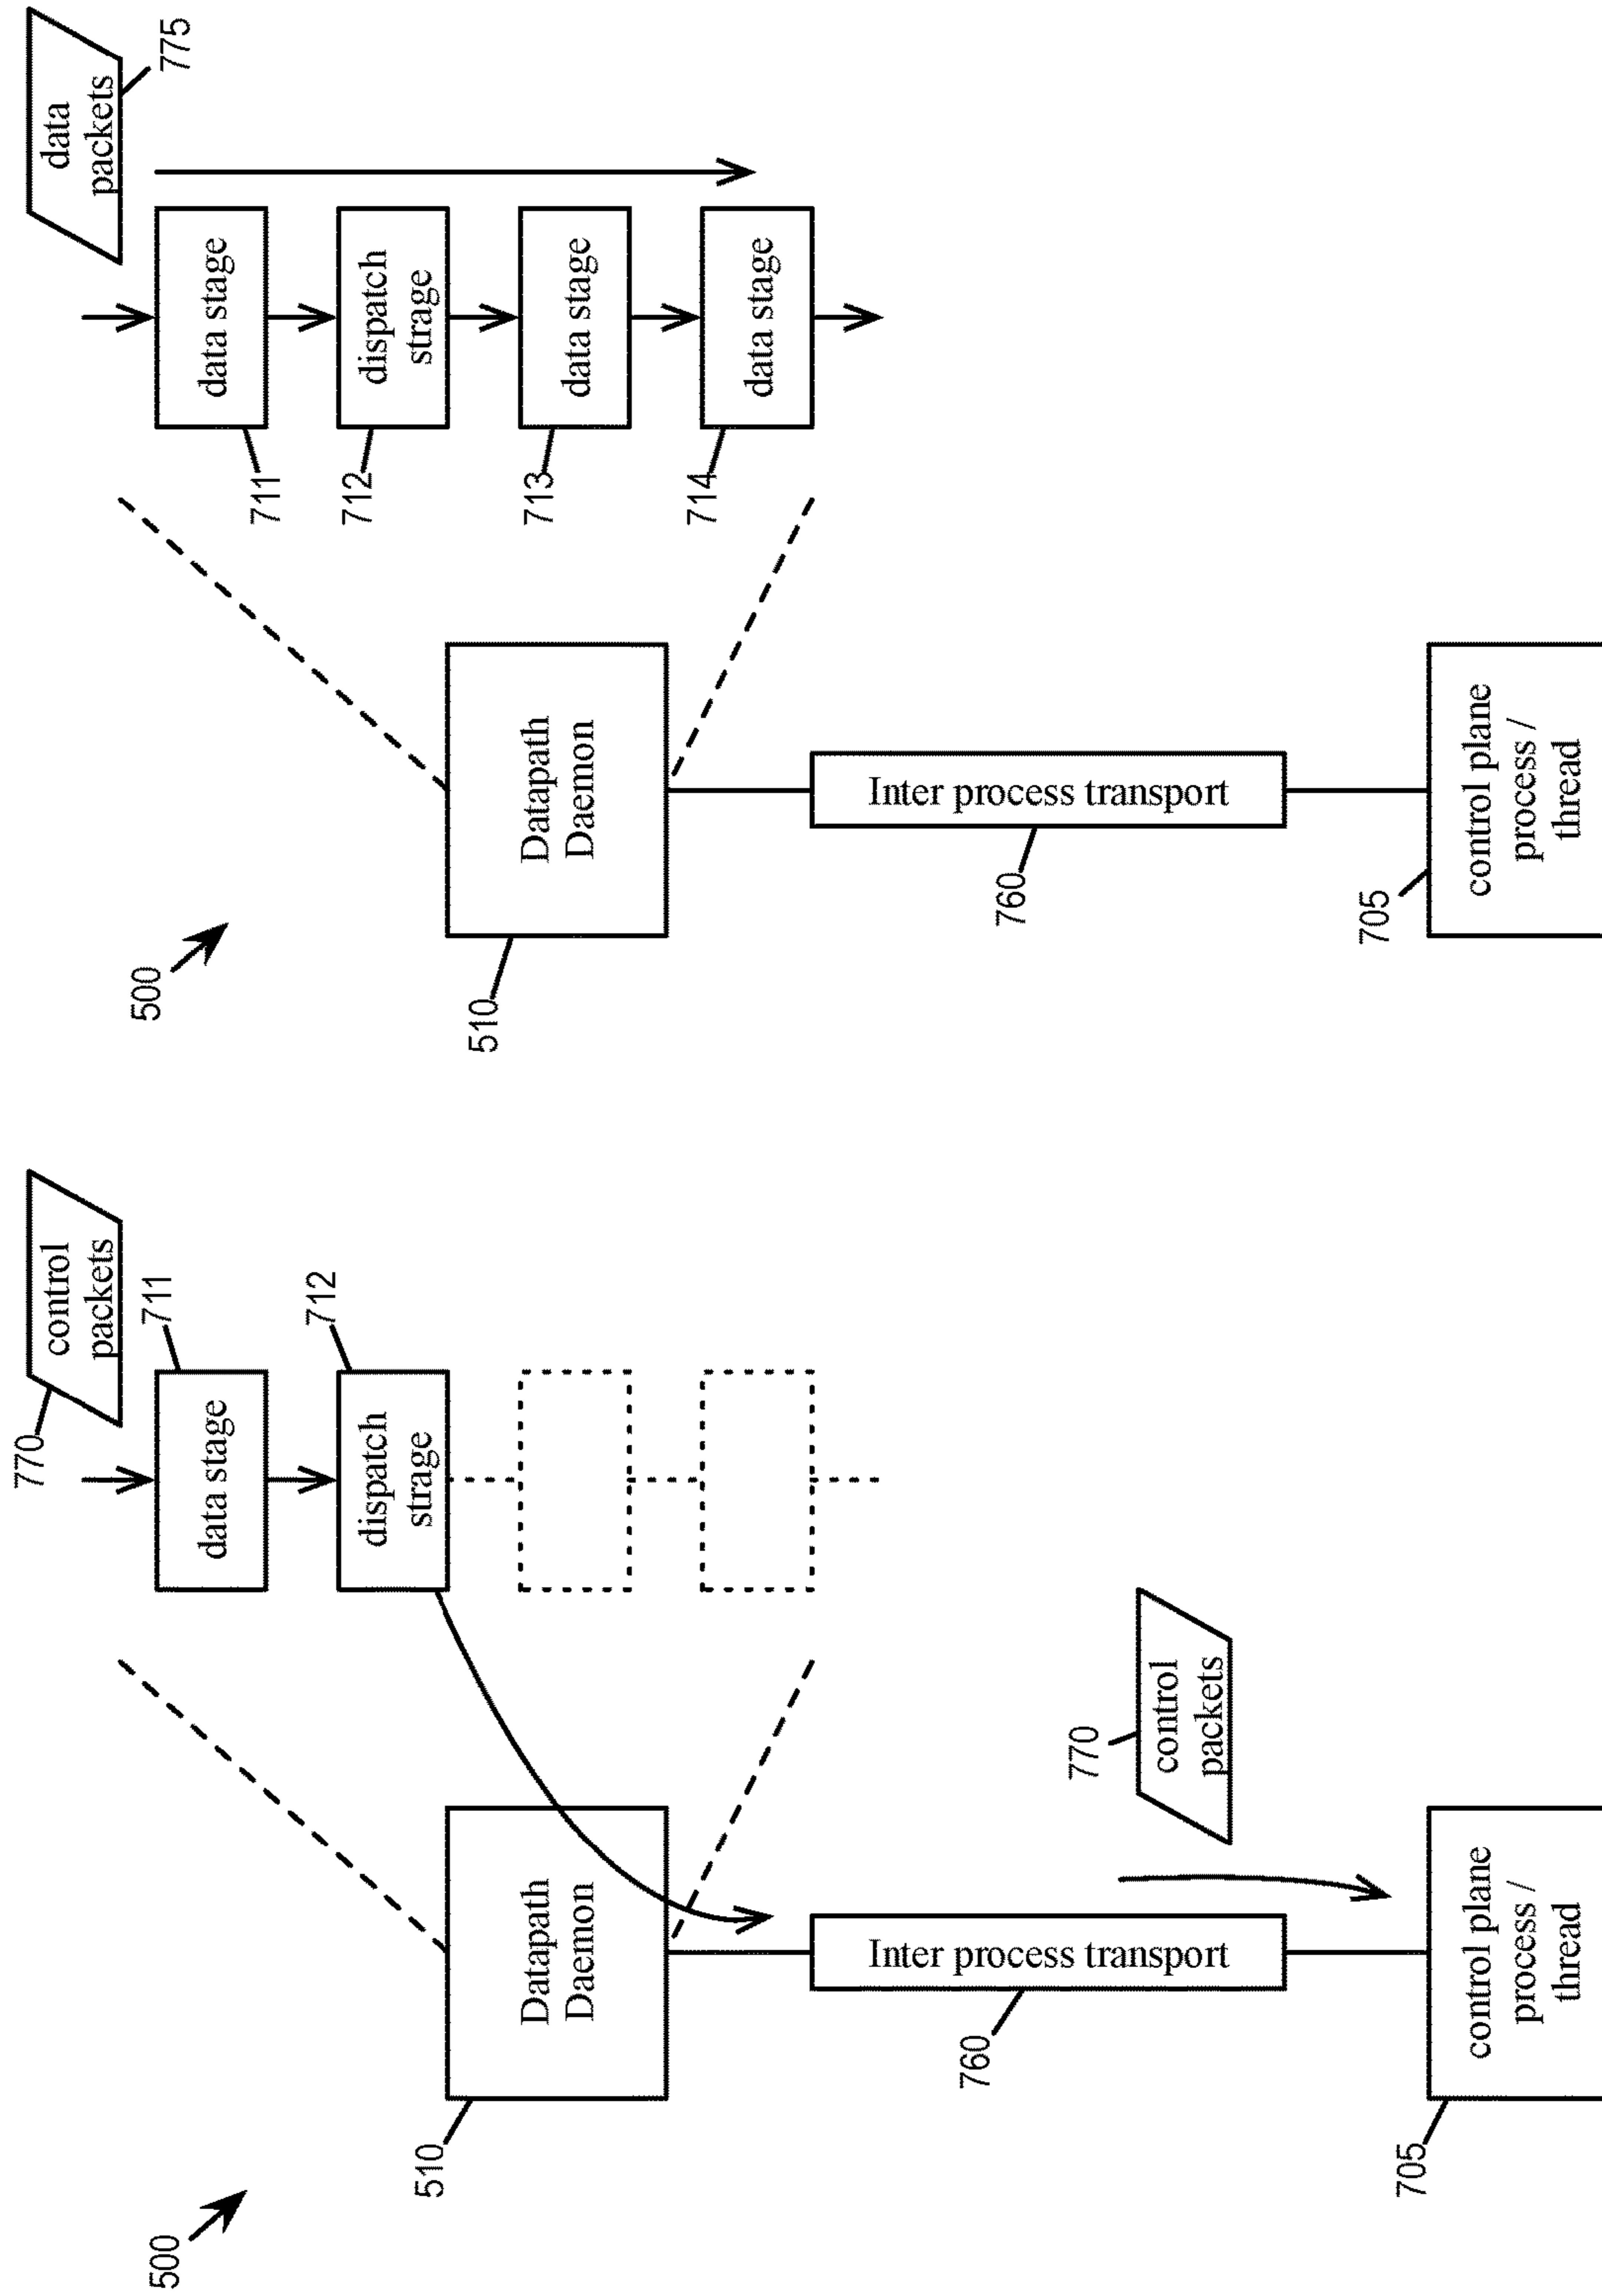 500
770
control
packets
711
data stage
712
dispatch
strage
510
Datapath
Daemon
760
Inter process transport
770
control
packets
705
control plane
process /
thread
500
data
packets
775
711
data stage
712
dispatch
strage
713
data stage
714
data stage
510
Datapath
Daemon
760
Inter process transport
705
control plane
process /
thread